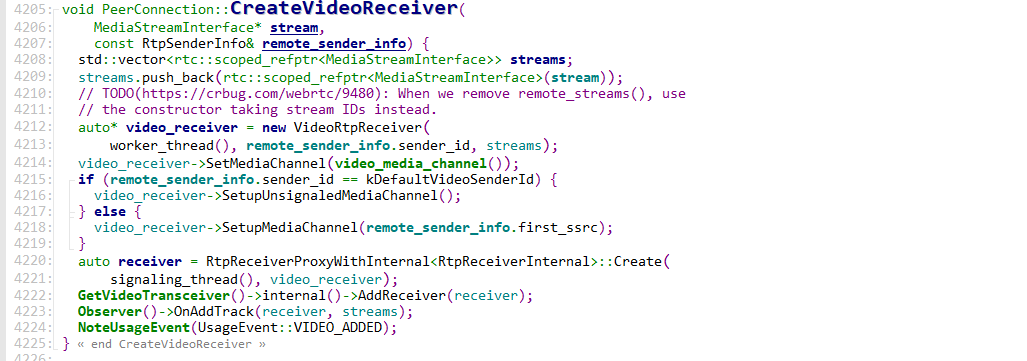 4205: void PeerConnection::CreateVideoReceiver(
4206:     MediaStreamInterface* stream,
4207:     const RtpSenderInfo& remote_sender_info) {
4208:   std::vector<rtc::scoped_refptr<MediaStreamInterface>> streams;
4209:   streams.push_back(rtc::scoped_refptr<MediaStreamInterface>(stream));
4210:   // TODO(https://crbug.com/webrtc/9480): When we remove remote_streams(), use
4211:   // the constructor taking stream IDs instead.
4212:   auto* video_receiver = new VideoRtpReceiver(
4213:       worker_thread(), remote_sender_info.sender_id, streams);
4214:   video_receiver->SetMediaChannel(video_media_channel());
4215:   if (remote_sender_info.sender_id == kDefaultVideoSenderId) {
4216:     video_receiver->SetupUnsignaledMediaChannel();
4217:   } else {
4218:     video_receiver->SetupMediaChannel(remote_sender_info.first_ssrc);
4219:   }
4220:   auto receiver = RtpReceiverProxyWithInternal<RtpReceiverInternal>::Create(
4221:       signaling_thread(), video_receiver);
4222:   GetVideoTransceiver()->internal()->AddReceiver(receiver);
4223:   Observer()->OnAddTrack(receiver, streams);
4224:   NoteUsageEvent(UsageEvent::VIDEO_ADDED);
4225: } « end CreateVideoReceiver »
4226: